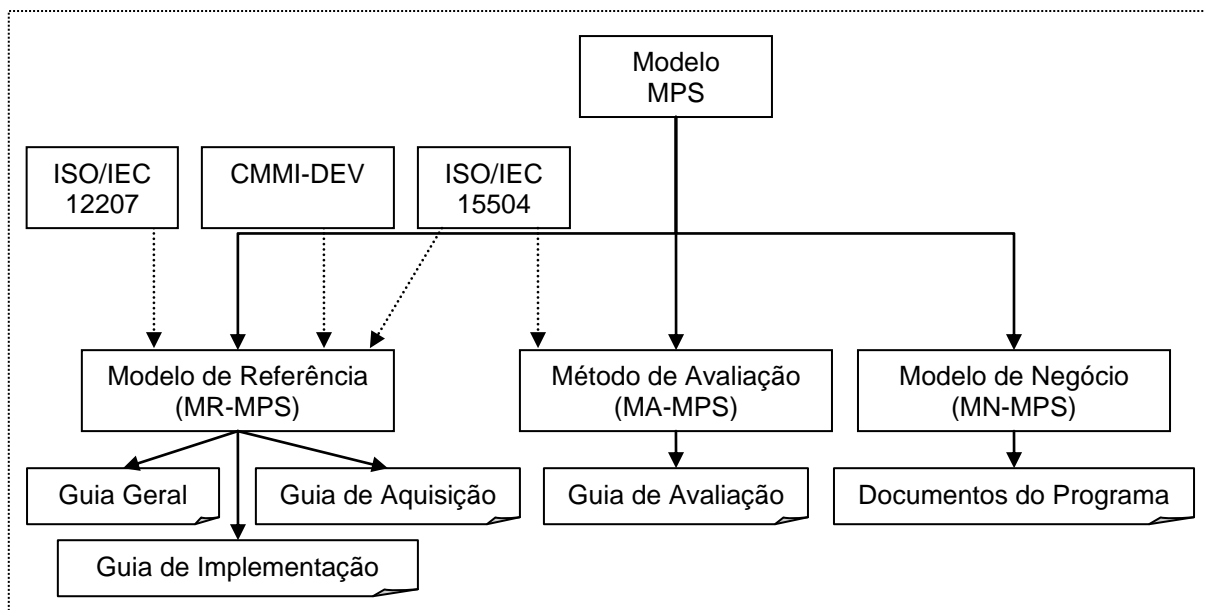 Modelo
MPS
ISO/IEC
12207
CMMI-DEV
ISO/IEC
15504
Modelo de Referência
(MR-MPS)
Método de Avaliação
(MA-MPS)
Modelo de Negócio
(MN-MPS)
Guia Geral
Guia de Aquisição
Guia de Avaliação
Documentos do Programa
Guia de Implementação